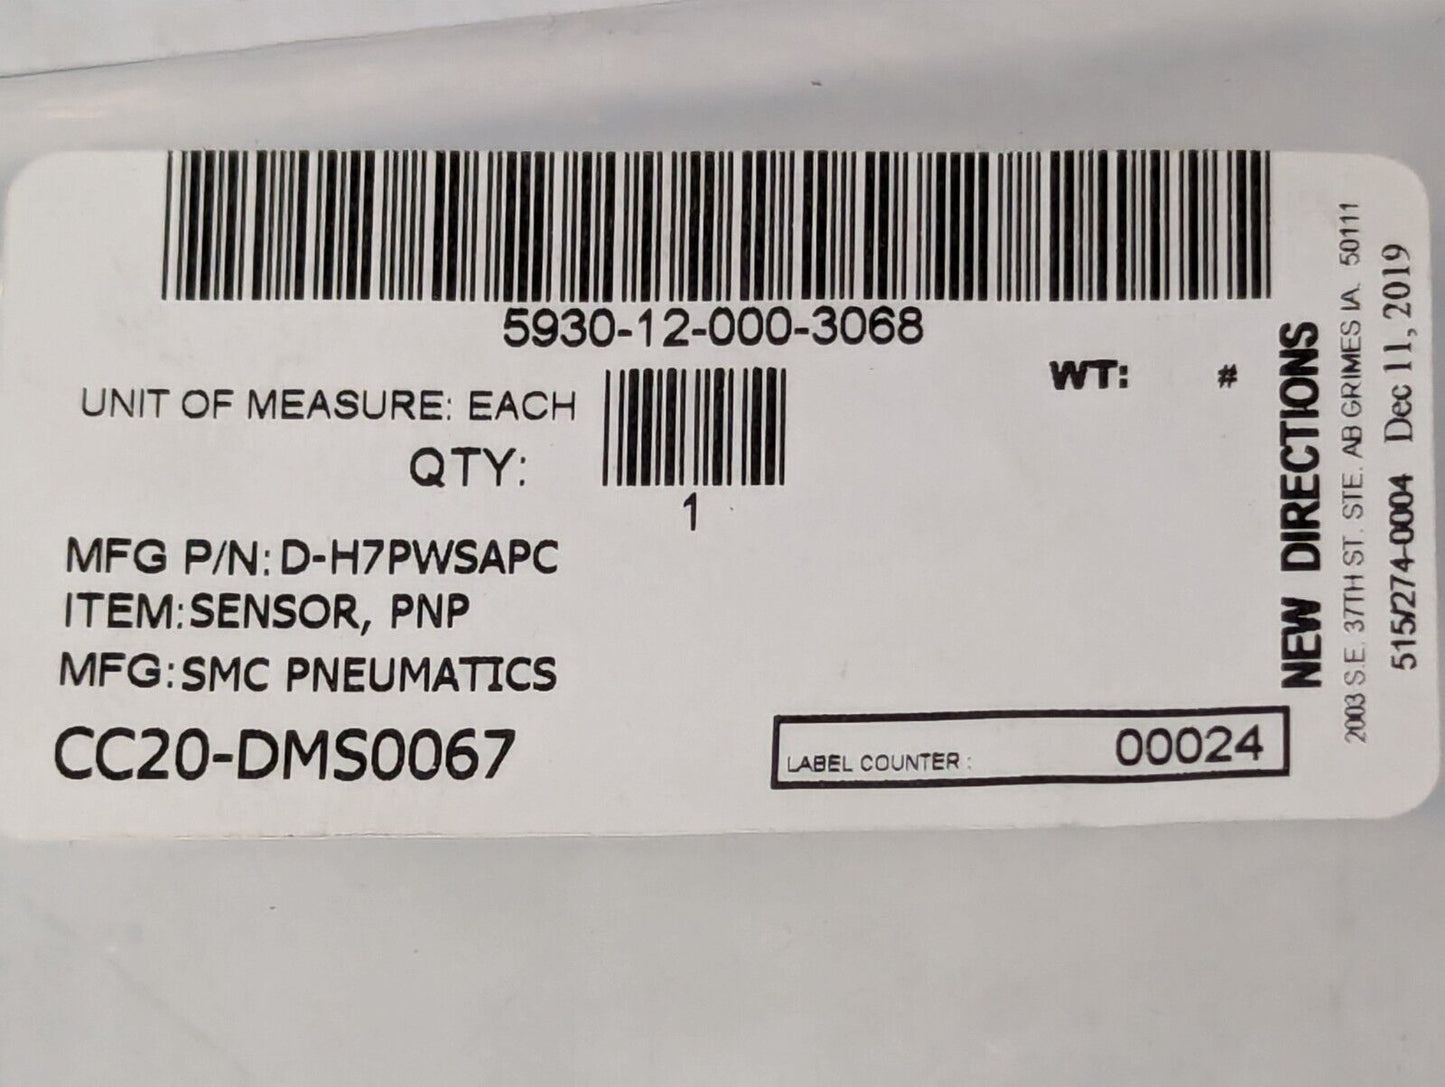 5930-12-000-3068
UNIT OF MEASURE: EACH
QTY:
1
WT: #
MFG P/N: D-H7PWSAPC
ITEM:SENSOR, PNP
MFG:SMC PNEUMATICS
CC20-DMS0067
LABEL COUNTER : 00024
NEW DIRECTIONS
2003 S.E. 37TH ST. STE. AB GRIMES IA. 50111
515/274-0004 Dec 11, 2019